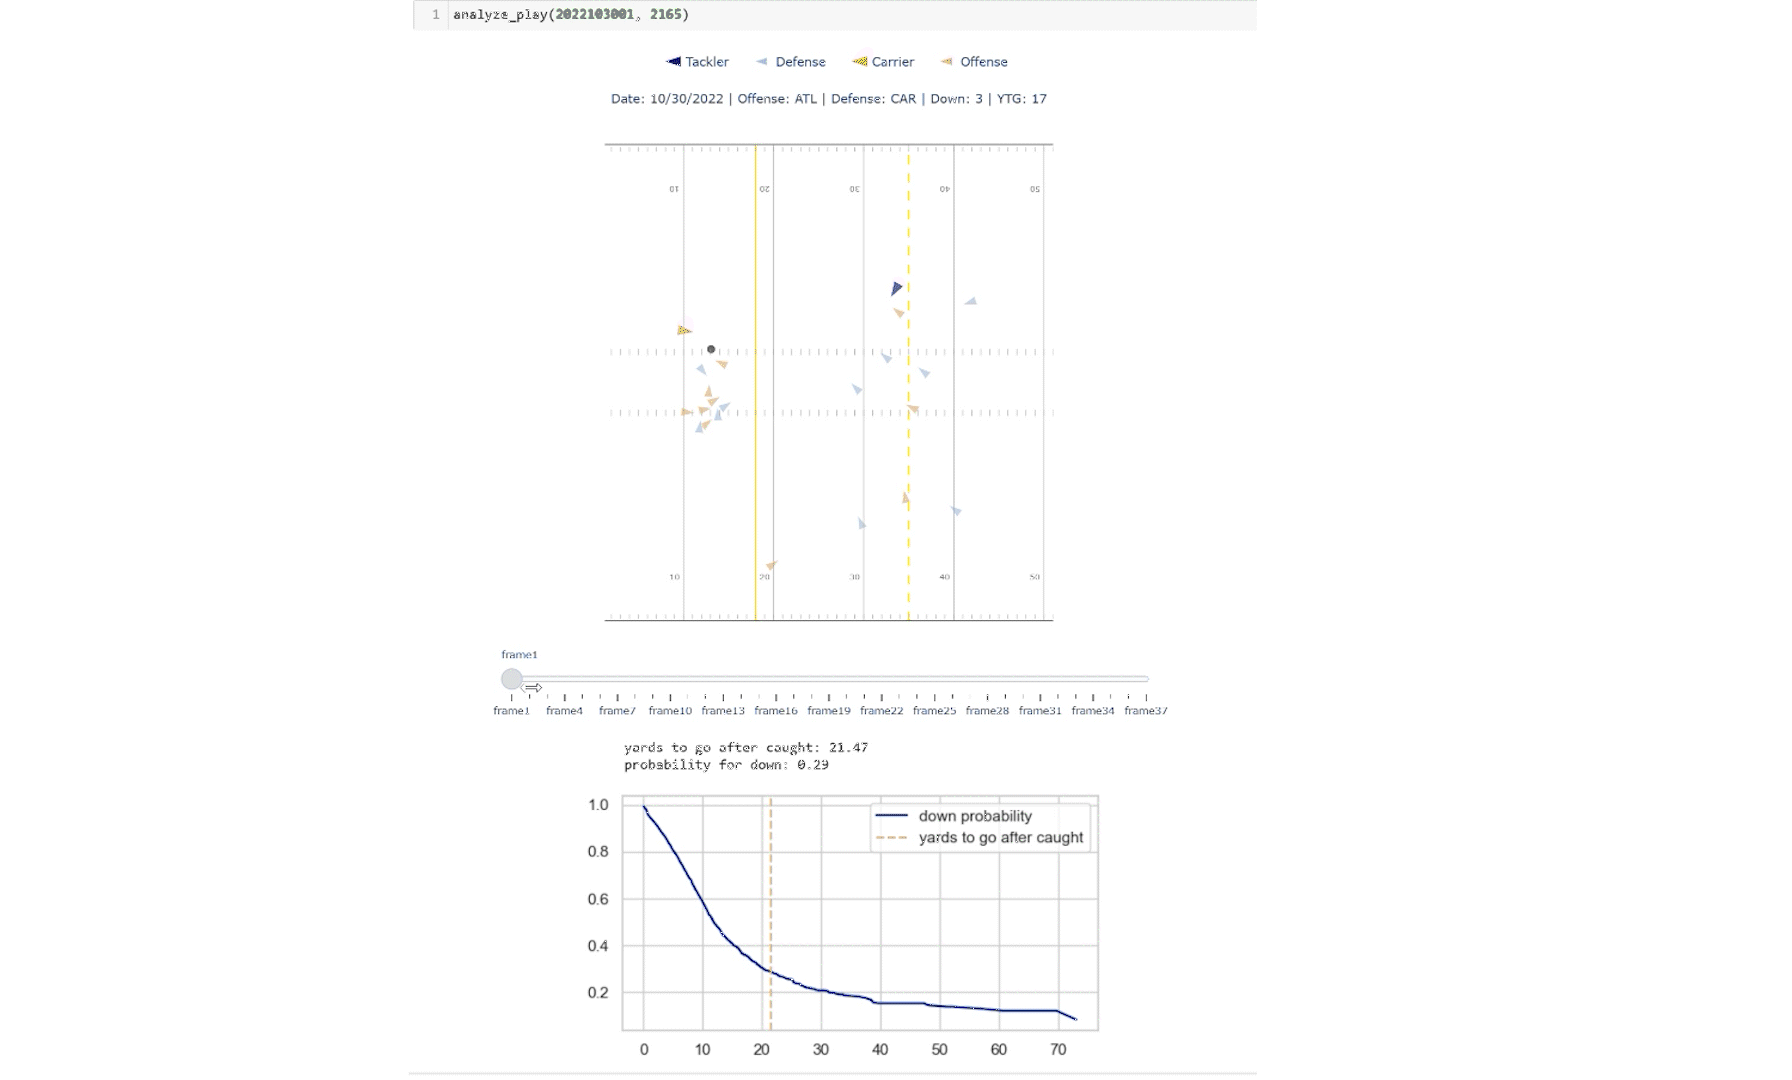 1 analyze_play(2022103001, 2165)
Tackler Defense Carrier Offense
Date: 10/30/2022 | Offense: ATL | Defense: CAR | Down: 3 | YTG: 17
10 20 30 40 50
10 20 30 40 50
frame1
frame1 frame4 frame7 frame10 frame13 frame16 frame19 frame22 frame25 frame28 frame31 frame34 frame37
yards to go after caught: 21.47
probability for down: 0.29
1.0
0.8
0.6
0.4
0.2
down probability
yards to go after caught
0 10 20 30 40 50 60 70